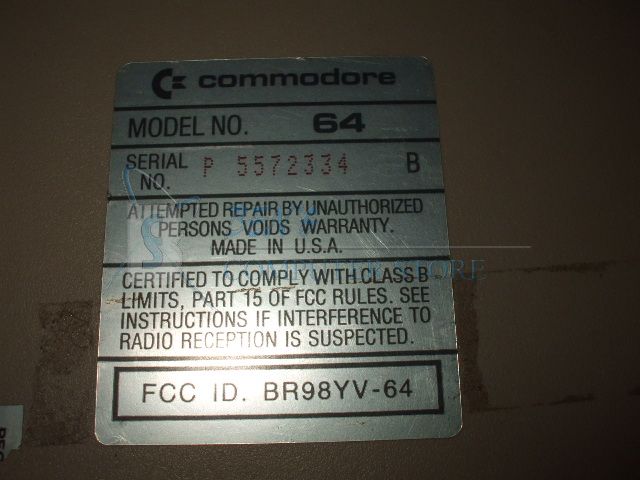 commodore
MODEL NO. 64
SERIAL NO. P 5572334 B
ATTEMPTED REPAIR BY UNAUTHORIZED
PERSONS VOIDS WARRANTY.
MADE IN U.S.A.
COMPUTER STORE
CERTIFIED TO COMPLY WITH CLASS B
LIMITS, PART 15 OF FCC RULES. SEE
INSTRUCTIONS IF INTERFERENCE TO
RADIO RECEPTION IS SUSPECTED.
FCC ID. BR98YV-64